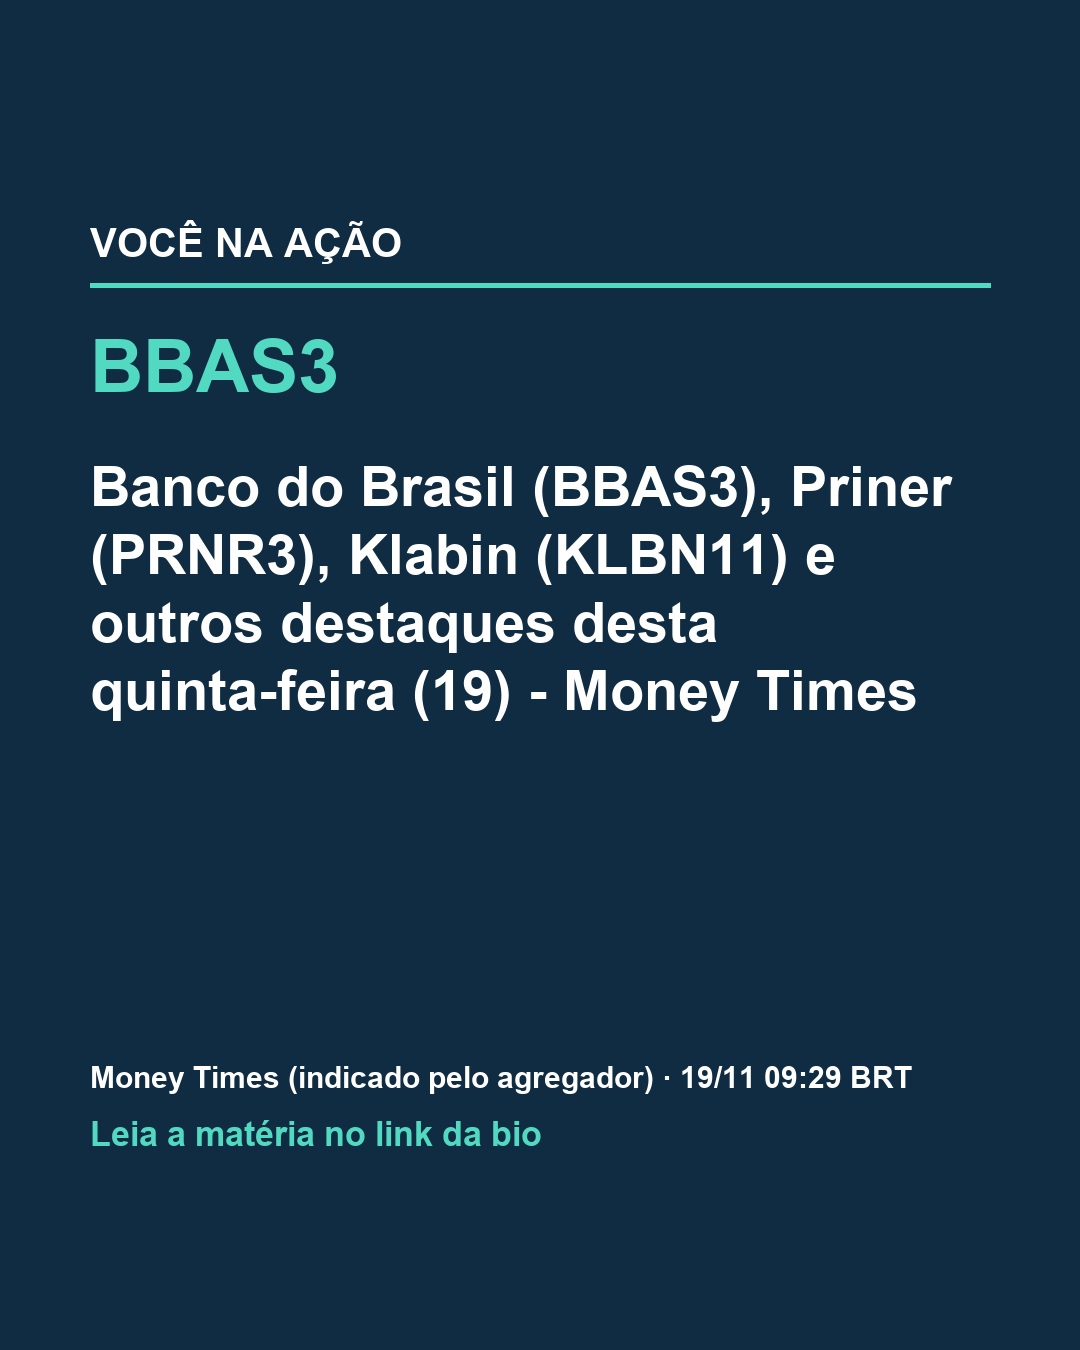 VOCÊ NA AÇÃO
BBAS3
Banco do Brasil (BBAS3), Priner
(PRNR3), Klabin (KLBN11) e
outros destaques desta
quinta-feira (19) - Money Times
Money Times (indicado pelo agregador) · 19/11 09:29 BRT
Leia a matéria no link da bio